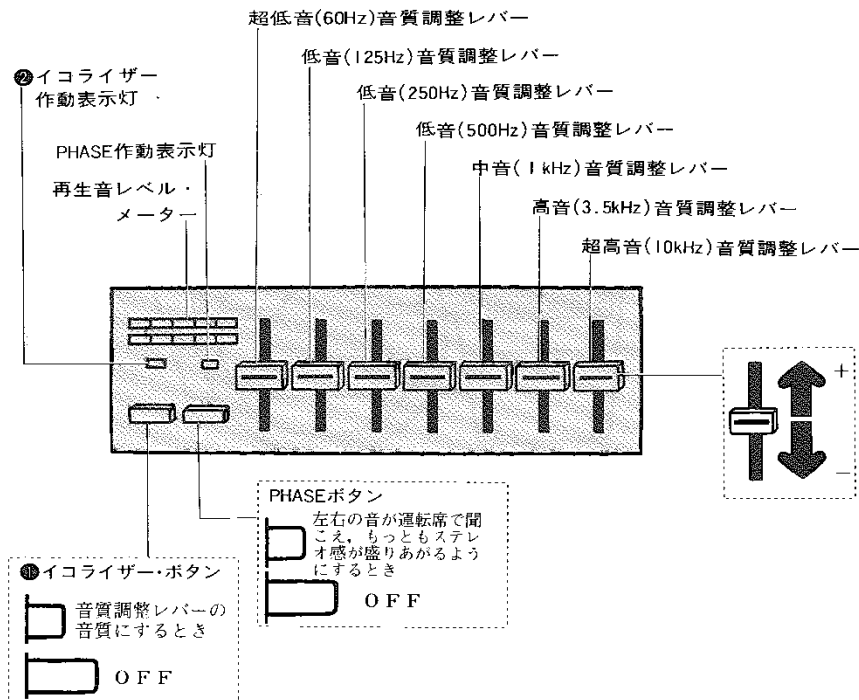 超低音(60Hz)音質調整レバー
低音(125Hz)音質調整レバー
❷イコライザー
作動表示灯
低音(250Hz)音質調整レバー
低音(500Hz)音質調整レバー
PHASE作動表示灯
中音(1kHz)音質調整レバー
再生音レベル・
メーター
高音(3.5kHz)音質調整レバー
超高音(10kHz)音質調整レバー
+
−
PHASEボタン
左右の音が運転席で聞
こえ,もっともステレ
オ感が盛りあがるよう
にするとき
OFF
❶イコライザー・ボタン
音質調整レバーの
音質にするとき
OFF